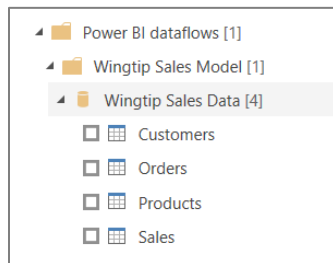 Power BI dataflows [1]
Wingtip Sales Model [1]
Wingtip Sales Data [4]
Customers
Orders
Products
Sales